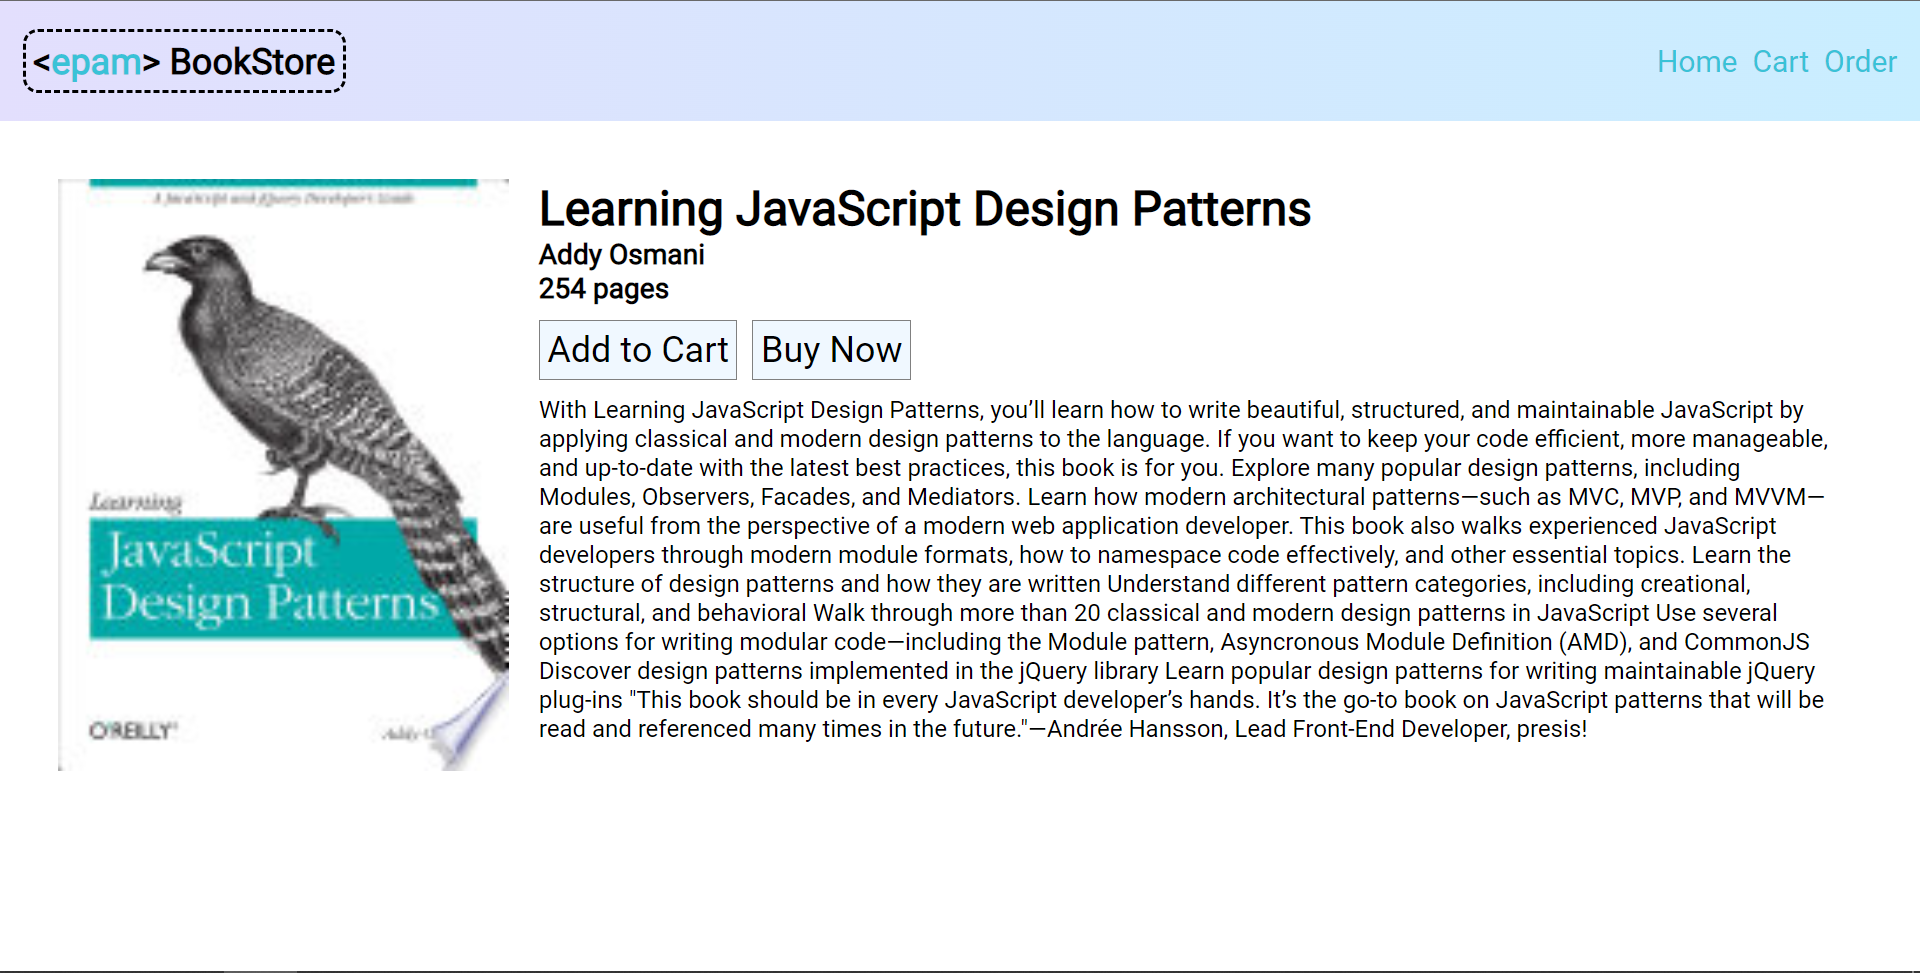 <epam> BookStore
Home Cart Order
A JavaScript and jQuery Developer's Guide
Learning
JavaScript
Design Patterns
O'REILLY®
Addy
Learning JavaScript Design Patterns
Addy Osmani
254 pages
Add to Cart Buy Now
With Learning JavaScript Design Patterns, you’ll learn how to write beautiful, structured, and maintainable JavaScript by
applying classical and modern design patterns to the language. If you want to keep your code efficient, more manageable,
and up-to-date with the latest best practices, this book is for you. Explore many popular design patterns, including
Modules, Observers, Facades, and Mediators. Learn how modern architectural patterns—such as MVC, MVP, and MVVM—
are useful from the perspective of a modern web application developer. This book also walks experienced JavaScript
developers through modern module formats, how to namespace code effectively, and other essential topics. Learn the
structure of design patterns and how they are written Understand different pattern categories, including creational,
structural, and behavioral Walk through more than 20 classical and modern design patterns in JavaScript Use several
options for writing modular code—including the Module pattern, Asyncronous Module Definition (AMD), and CommonJS
Discover design patterns implemented in the jQuery library Learn popular design patterns for writing maintainable jQuery
plug-ins "This book should be in every JavaScript developer’s hands. It’s the go-to book on JavaScript patterns that will be
read and referenced many times in the future."—Andrée Hansson, Lead Front-End Developer, presis!